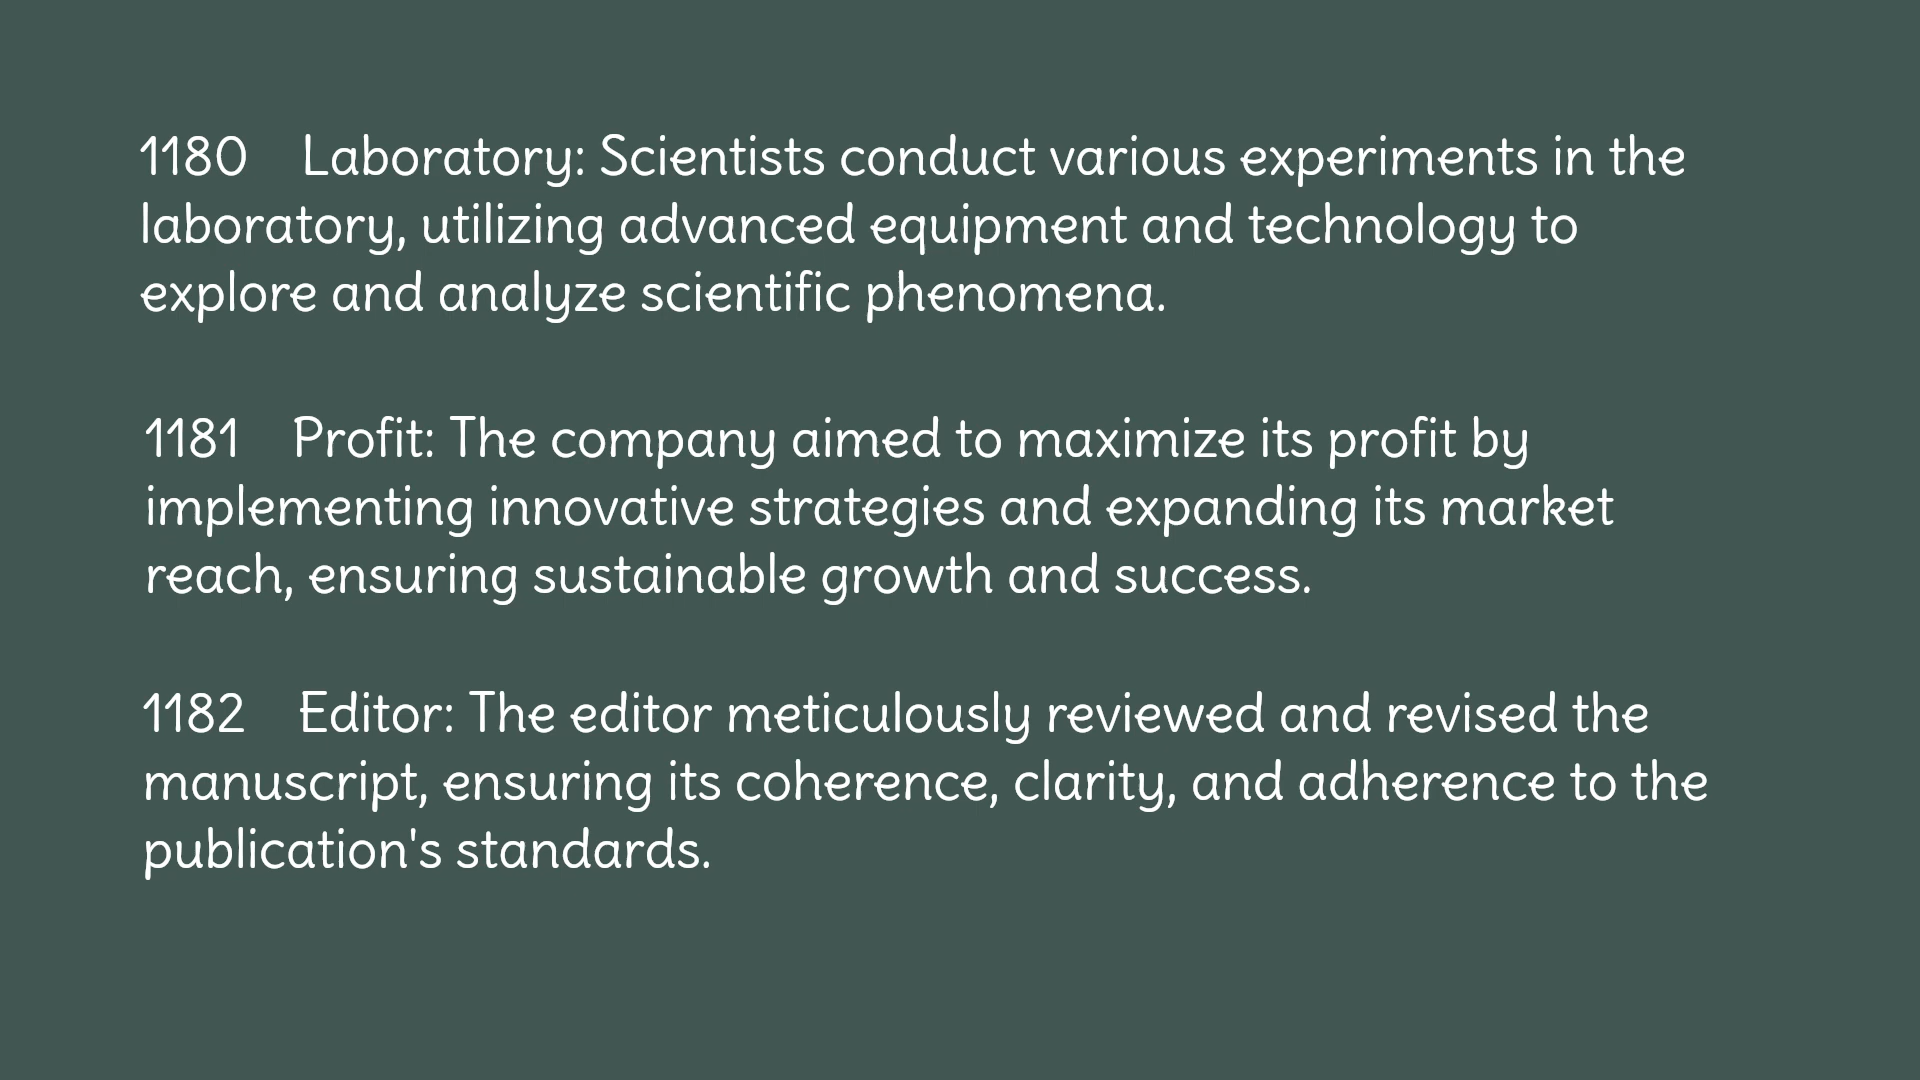 1180 Laboratory: Scientists conduct various experiments in the
laboratory, utilizing advanced equipment and technology to
explore and analyze scientific phenomena.
1181 Profit: The company aimed to maximize its profit by
implementing innovative strategies and expanding its market
reach, ensuring sustainable growth and success.
1182 Editor: The editor meticulously reviewed and revised the
manuscript, ensuring its coherence, clarity, and adherence to the
publication's standards.